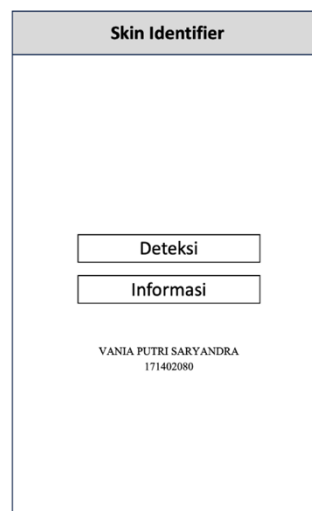 Skin Identifier
Deteksi
Informasi
VANIA PUTRI SARYANDRA
171402080